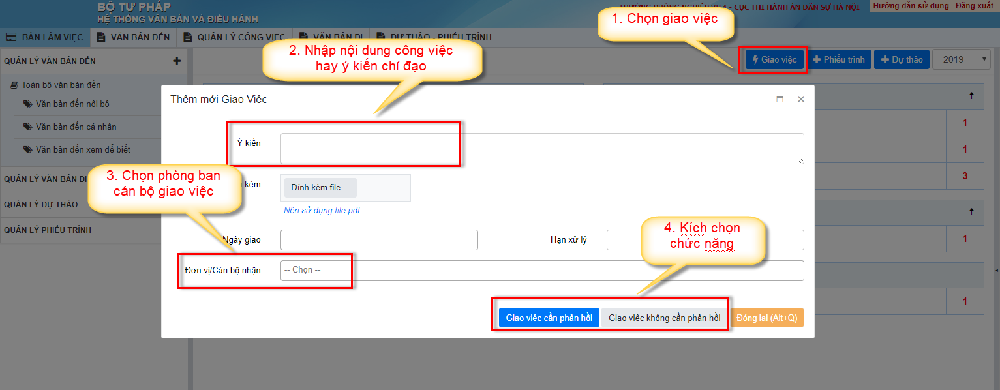 BỘ TƯ PHÁP
HỆ THỐNG VĂN BẢN VÀ ĐIỀU HÀNH
TRƯỞNG PHÒNG NGHIỆP VỤ 1 - CỤC THI HÀNH ÁN DÂN SỰ HÀ NỘI
Hướng dẫn sử dụng Đăng xuất
1. Chọn giao việc
BÀN LÀM VIỆC VĂN BẢN ĐẾN QUẢN LÝ CÔNG VIỆC VĂN BẢN ĐI DỰ THẢO - PHIẾU TRÌNH
2. Nhập nội dung công việc
hay ý kiến chỉ đạo
QUẢN LÝ VĂN BẢN ĐẾN
Giao việc Phiếu trình Dự thảo 2019
Toàn bộ văn bản đến
Văn bản đến nội bộ
Văn bản đến cá nhân
Văn bản đến xem để biết
QUẢN LÝ VĂN BẢN ĐI
QUẢN LÝ DỰ THẢO
QUẢN LÝ PHIẾU TRÌNH
Thêm mới Giao Việc
Ý kiến
3. Chọn phòng ban
cán bộ giao việc
kèm
Đính kèm file ...
Nên sử dụng file pdf
Ngày giao
Hạn xử lý
4. Kích chọn
chức năng
Đơn vị/Cán bộ nhận
-- Chọn --
Giao việc cần phản hồi Giao việc không cần phản hồi Đóng lại (Alt+Q)
1
1
3
1
1